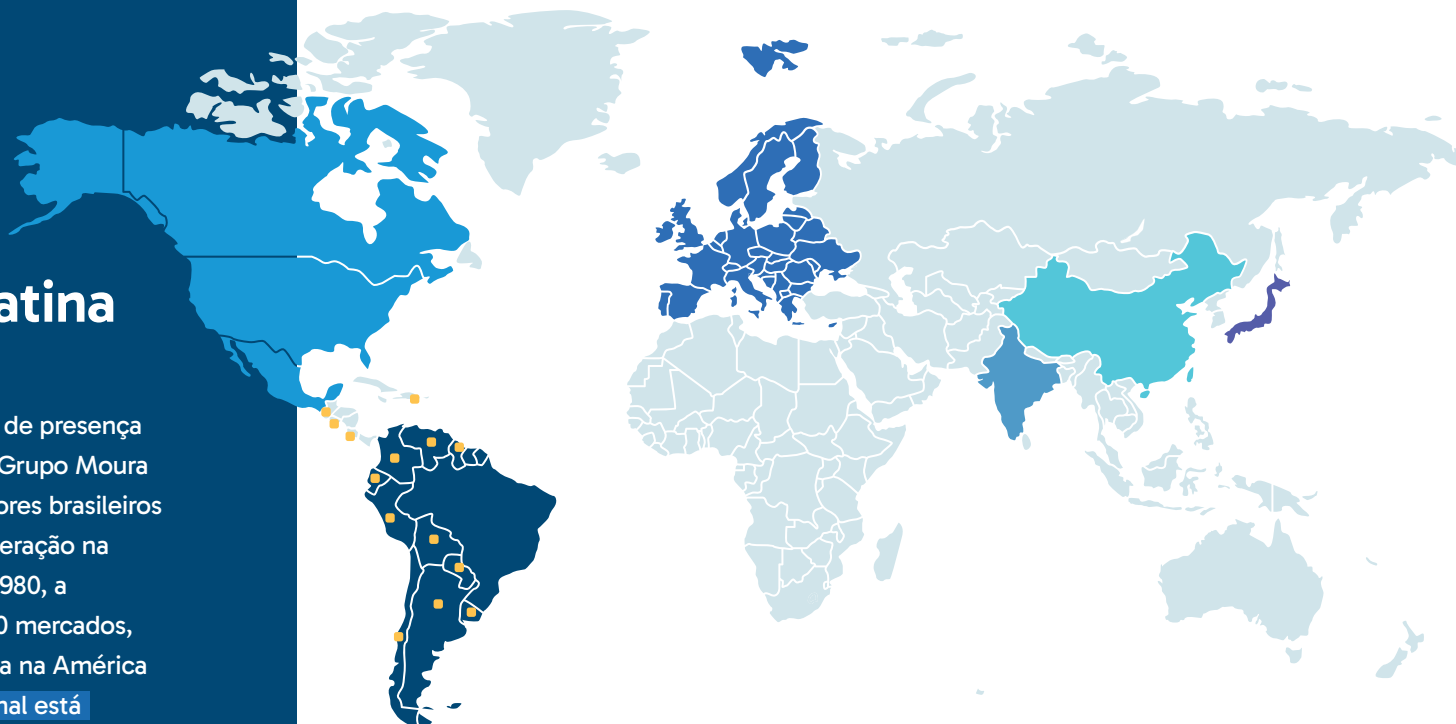 atina
de presença
Grupo Moura
ores brasileiros
eração na
980, a
0 mercados,
a na América
nal está